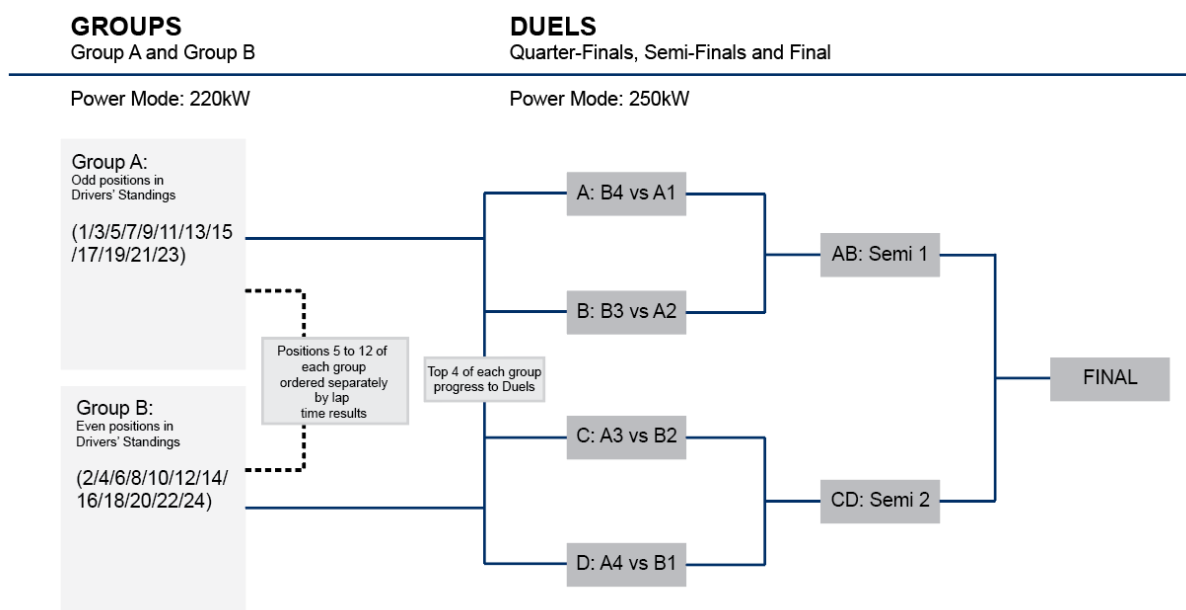 GROUPS
Group A and Group B
DUELS
Quarter-Finals, Semi-Finals and Final
Power Mode: 220kW
Power Mode: 250kW
Group A:
Odd positions in
Drivers' Standings
(1/3/5/7/9/11/13/15
/17/19/21/23)
Positions 5 to 12 of
each group
ordered separately
by lap
time results
Group B:
Even positions in
Drivers' Standings
(2/4/6/8/10/12/14/
16/18/20/22/24)
Top 4 of each group
progress to Duels
A: B4 vs A1
B: B3 vs A2
C: A3 vs B2
D: A4 vs B1
AB: Semi 1
CD: Semi 2
FINAL